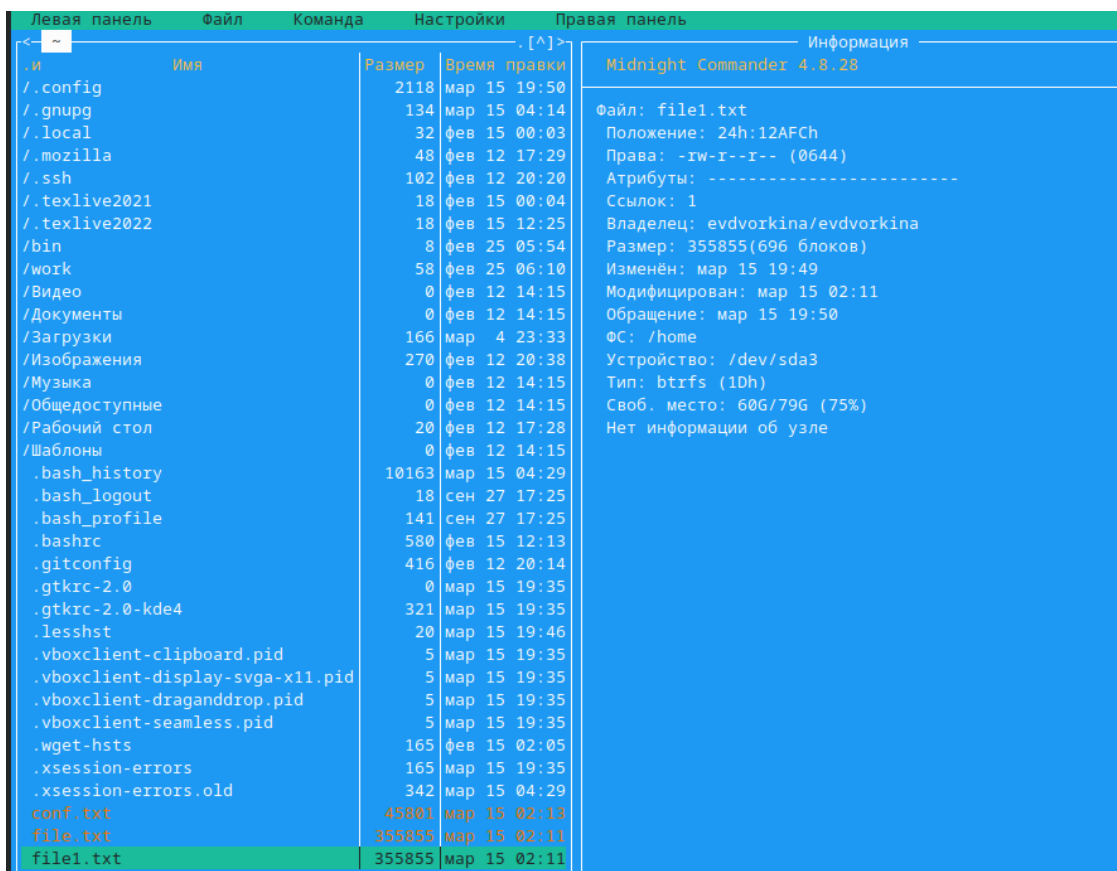 Левая панель Файл Команда Настройки Правая панель
<— ~ .[^]>
.и Имя Размер Время правки
/.config 2118 мар 15 19:50
/.gnupg 134 мар 15 04:14
/.local 32 фев 15 00:03
/.mozilla 48 фев 12 17:29
/.ssh 102 фев 12 20:20
/.texlive2021 18 фев 15 00:04
/.texlive2022 18 фев 15 12:25
/bin 8 фев 25 05:54
/work 58 фев 25 06:10
/Видео 0 фев 12 14:15
/Документы 0 фев 12 14:15
/Загрузки 166 мар 4 23:33
/Изображения 270 фев 12 20:38
/Музыка 0 фев 12 14:15
/Общедоступные 0 фев 12 14:15
/Рабочий стол 20 фев 12 17:28
/Шаблоны 0 фев 12 14:15
.bash_history 10163 мар 15 04:29
.bash_logout 18 сен 27 17:25
.bash_profile 141 сен 27 17:25
.bashrc 580 фев 15 12:13
.gitconfig 416 фев 12 20:14
.gtkrc-2.0 0 мар 15 19:35
.gtkrc-2.0-kde4 321 мар 15 19:35
.lesshst 20 мар 15 19:46
.vboxclient-clipboard.pid 5 мар 15 19:35
.vboxclient-display-svga-x11.pid 5 мар 15 19:35
.vboxclient-draganddrop.pid 5 мар 15 19:35
.vboxclient-seamless.pid 5 мар 15 19:35
.wget-hsts 165 фев 15 02:05
.xsession-errors 165 мар 15 19:35
.xsession-errors.old 342 мар 15 04:29
conf.txt 45801 мар 15 02:13
file.txt 355855 мар 15 02:11
file1.txt 355855 мар 15 02:11
Информация
Midnight Commander 4.8.28
Файл: file1.txt
Положение: 24h:12AFCh
Права: -rw-r--r-- (0644)
Атрибуты: -------------------------
Ссылок: 1
Владелец: evdvorkina/evdvorkina
Размер: 355855(696 блоков)
Изменён: мар 15 19:49
Модифицирован: мар 15 02:11
Обращение: мар 15 19:50
ФС: /home
Устройство: /dev/sda3
Тип: btrfs (1Dh)
Своб. место: 60G/79G (75%)
Нет информации об узле